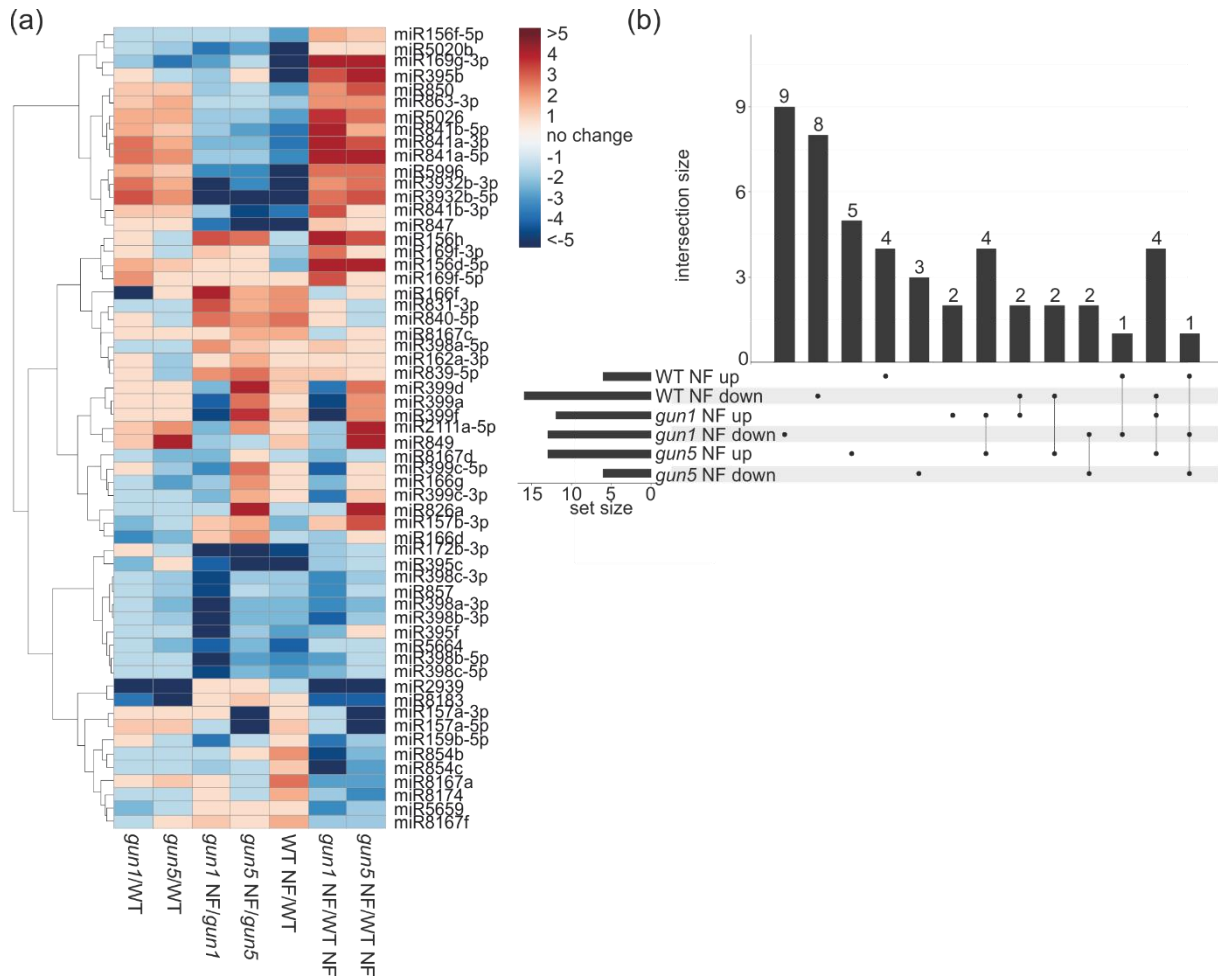 (a)
miR156f-5p
miR5020b
miR169g-3p
miR395b
miR850
miR863-3p
miR5026
miR841b-5p
miR841a-3p
miR841a-5p
miR5996
miR3932b-3p
miR3932b-5p
miR841b-3p
miR847
miR156h
miR169f-3p
miR156d-5p
miR169f-5p
miR166f
miR831-3p
miR840-5p
miR8167c
miR398a-5p
miR162a-3p
miR839-5p
miR399d
miR399a
miR399f
miR2111a-5p
miR849
miR8167d
miR399c-5p
miR166g
miR399c-3p
miR826a
miR157b-3p
miR166d
miR172b-3p
miR395c
miR398c-3p
miR857
miR398a-3p
miR398b-3p
miR395f
miR5664
miR398b-5p
miR398c-5p
miR2939
miR8183
miR157a-3p
miR157a-5p
miR159b-5p
miR854b
miR854c
miR8167a
miR8174
miR5659
miR8167f
gun1/WT
gun5/WT
gun1 NF/gun1
gun5 NF/gun5
WT NF/WT
gun1 NF/WT NF
gun5 NF/WT NF
>5
4
3
2
1
no change
-1
-2
-3
-4
<-5
(b)
intersection size
9
6
3
0
9
8
5
4
3
2
4
2
2
2
1
4
1
WT NF up
WT NF down
gun1 NF up
gun1 NF down
gun5 NF up
gun5 NF down
15 10 5 0
set size